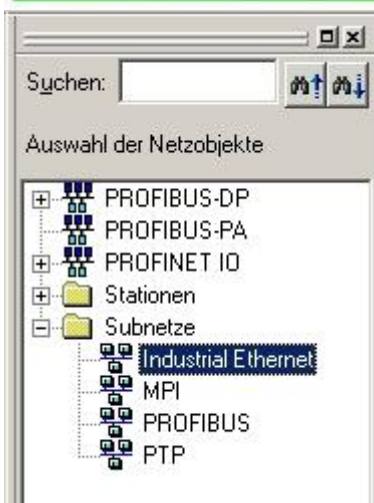 Suchen:
Auswahl der Netzobjekte
PROFIBUS-DP
PROFIBUS-PA
PROFINET IO
Stationen
Subnetze
Industrial Ethernet
MPI
PROFIBUS
PTP